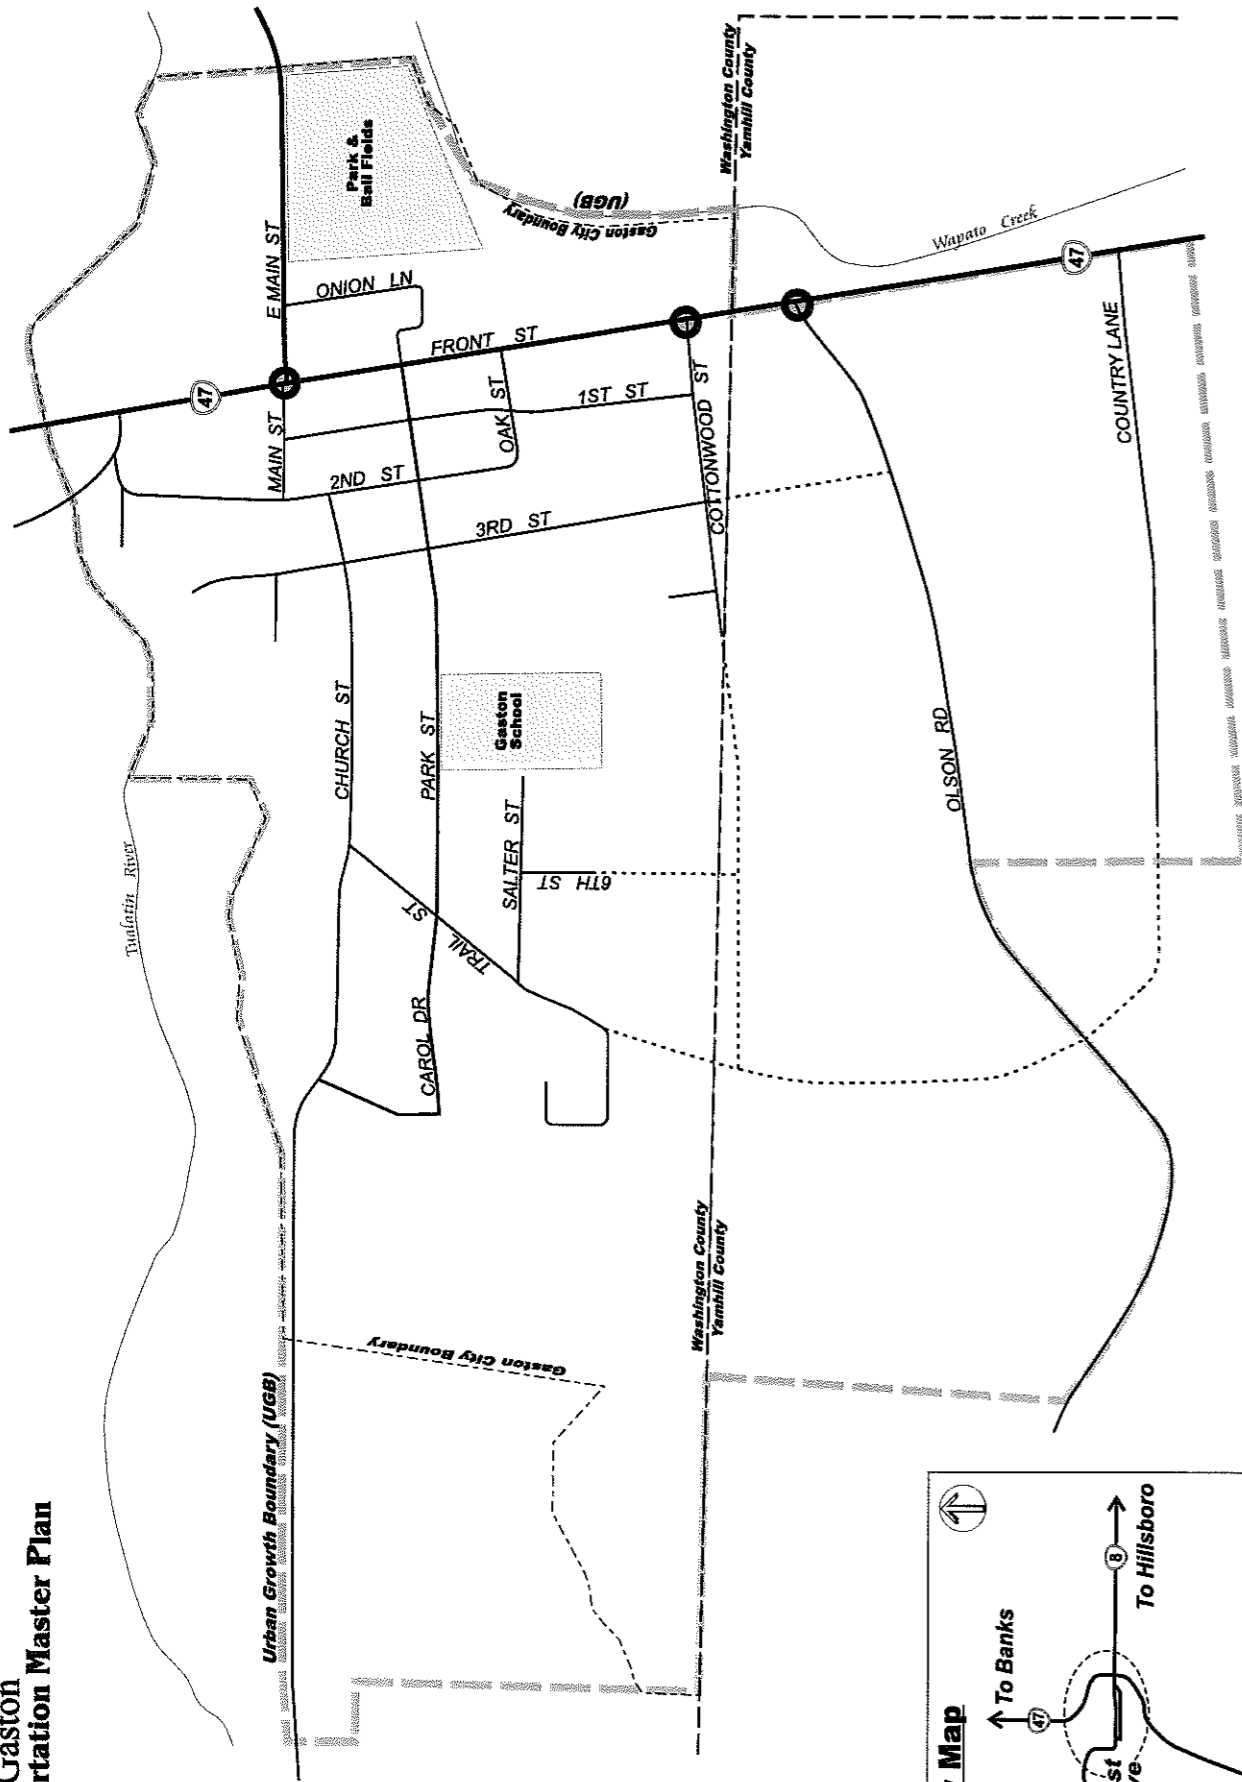 Gaston
rtation Master Plan
Tualatin River
Urban Growth Boundary (UGB)
Gaston City Boundary
Washington County
Yamhill County
CHURCH ST
PARK ST
CAROL DR
TRAIL ST
SALTER ST
6TH ST
Gaston
School
MAIN ST
E MAIN ST
ONION LN
Park &
Ball Fields
47
FRONT ST
OAK ST
1ST ST
2ND ST
3RD ST
COTTONWOOD ST
Gaston City Boundary
(UGB)
Washington County
Yamhill County
Wapato Creek
47
OLSON RD
COUNTRY LANE
Map
To Banks
47
8
To Hillsboro
st
ve